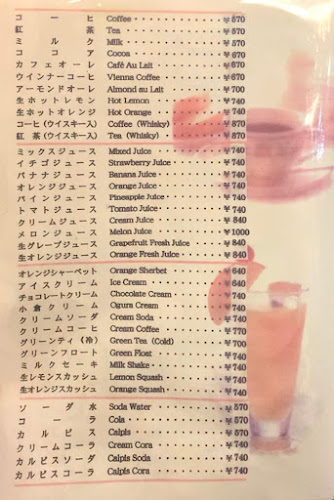 コーヒ Coffee ¥570
紅茶 Tea ¥570
ミルク Milk ¥570
ココア Cocoa ¥670
カフェオーレ Café Au Lait ¥670
ウインナーコーヒ Vienna Coffee ¥670
アーモンドオーレ Almond au Lait ¥700
生ホットレモン Hot Lemon ¥740
生ホットオレンジ Hot Orange ¥740
コーヒ(ウイスキー入) Coffee (Whisky) ¥870
紅茶(ウイスキー入) Tea (Whisky) ¥870
ミックスジュース Mixed Juice ¥740
イチゴジュース Strawberry Juice ¥740
バナナジュース Banana Juice ¥740
オレンジジュース Orange Juice ¥740
パインジュース Pineapple Juice ¥740
トマトジュース Tomato Juice ¥740
クリームジュース Cream Juice ¥840
メロンジュース Melon Juice ¥1000
生グレープジュース Grapefruit Fresh Juice ¥840
生オレンジジュース Orange Fresh Juice ¥840
オレンジシャーベット Orange Sherbet ¥640
アイスクリーム Ice Cream ¥640
チョコレートクリーム Chocolate Cream ¥740
小倉クリーム Ogura Cream ¥740
クリームソーダ Cream Soda ¥740
クリームコーヒ Cream Coffee ¥770
グリーンティ(冷) Green Tea (Cold) ¥700
グリーンフロート Green Float ¥740
ミルクセーキ Milk Shake ¥740
生レモンスカッシュ Lemon Squash ¥740
生オレンジスカッシュ Orange Squash ¥740
ソーダ水 Soda Water ¥570
コーラ Cola ¥570
カルピス Calpis ¥570
クリームコーラ Cream Cora ¥740
カルピスソーダ Calpis Soda ¥740
カルピスコーラ Calpis Cora ¥740